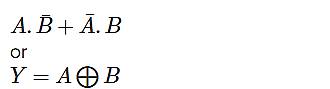 A.B̄ + Ā.B
or
Y = A ⨁ B